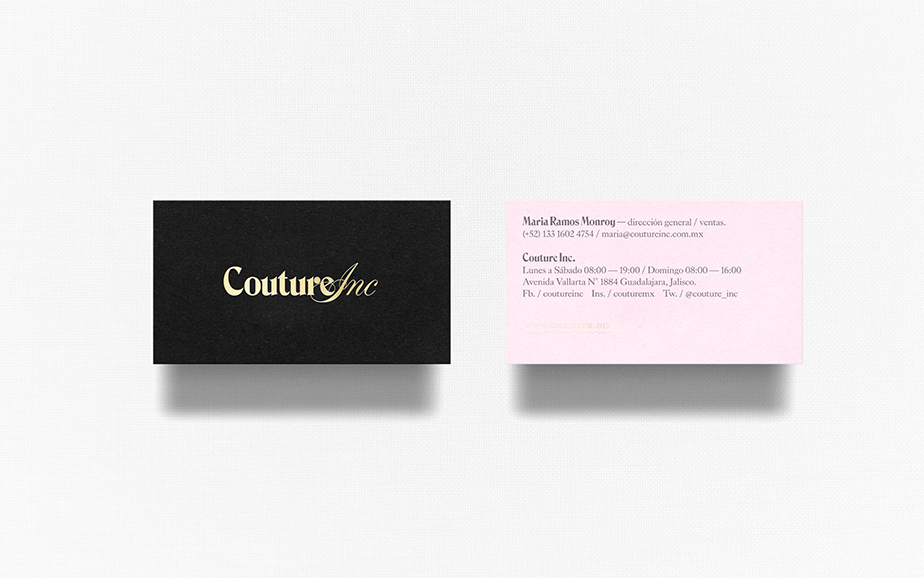 CoutureInc
Maria Ramos Monroy — dirección general / ventas.
(+52) 133 1602 4754 / maria@coutureinc.com.mx
Couture Inc.
Lunes a Sábado 08:00 — 19:00 / Domingo 08:00 — 16:00
Avenida Vallarta N° 1884 Guadalajara, Jalisco.
Fb. / coutureinc Ins. / couturemx Tw. / @couture_inc